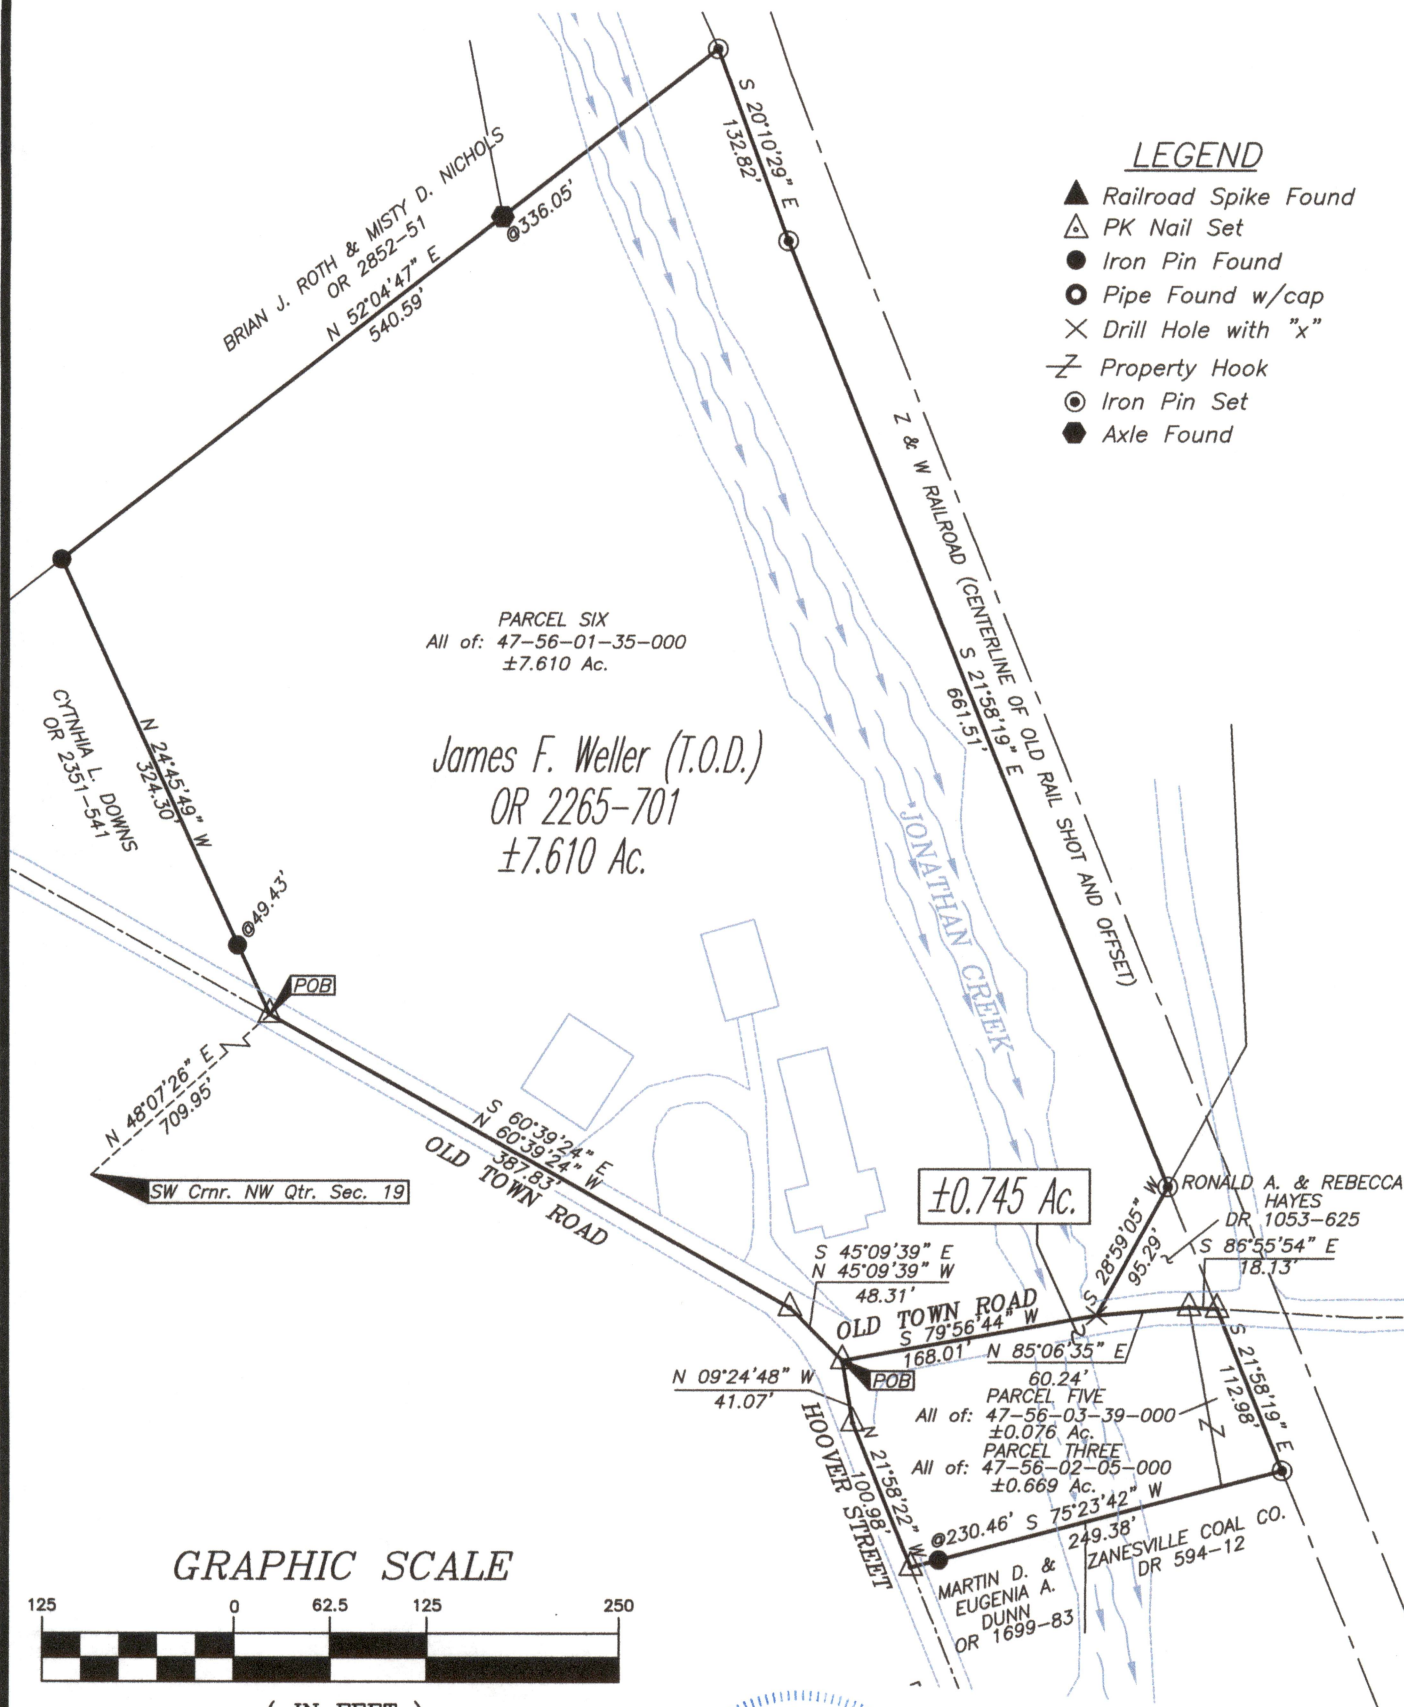 S 20°10'29" E
132.82'
LEGEND
Railroad Spike Found
PK Nail Set
Iron Pin Found
Pipe Found w/cap
Drill Hole with "x"
Property Hook
Iron Pin Set
Axle Found
BRIAN J. ROTH & MISTY D. NICHOLS
OR 2852-51
N 52°04'47" E
540.59'
@336.05'
Z & W RAILROAD (CENTERLINE OF OLD RAIL SHOT AND OFFSET)
S 21°58'19" E
661.51'
PARCEL SIX
All of: 47-56-01-35-000
±7.610 Ac.
James F. Weller (T.O.D.)
OR 2265-701
±7.610 Ac.
CYTNHIA L. DOWNS
OR 2351-541
N 24°45'49" W
324.30'
@49.43'
JONATHAN CREEK
POB
N 48°07'26" E
709.95'
SW Crnr. NW Qtr. Sec. 19
S 60°39'24" E
N 60°39'24" W
387.83'
OLD TOWN ROAD
±0.745 Ac.
S 28°59'05" W
95.29'
RONALD A. & REBECCA
HAYES
DR 1053-625
S 86°55'54" E
18.13'
S 45°09'39" E
N 45°09'39" W
48.31'
OLD TOWN ROAD
S 79°56'44" W
168.01'
N 85°06'35" E
60.24'
POB
N 09°24'48" W
41.07'
PARCEL FIVE
All of: 47-56-03-39-000
±0.076 Ac.
PARCEL THREE
All of: 47-56-02-05-000
±0.669 Ac.
S 21°58'19" E
112.98'
HOOVER STREET
N 21°58'22" W
100.98'
@230.46'
S 75°23'42" W
249.38'
ZANESVILLE COAL CO.
DR 594-12
MARTIN D. &
EUGENIA A.
DUNN
OR 1699-83
GRAPHIC SCALE
125 0 62.5 125 250
( IN FEET )